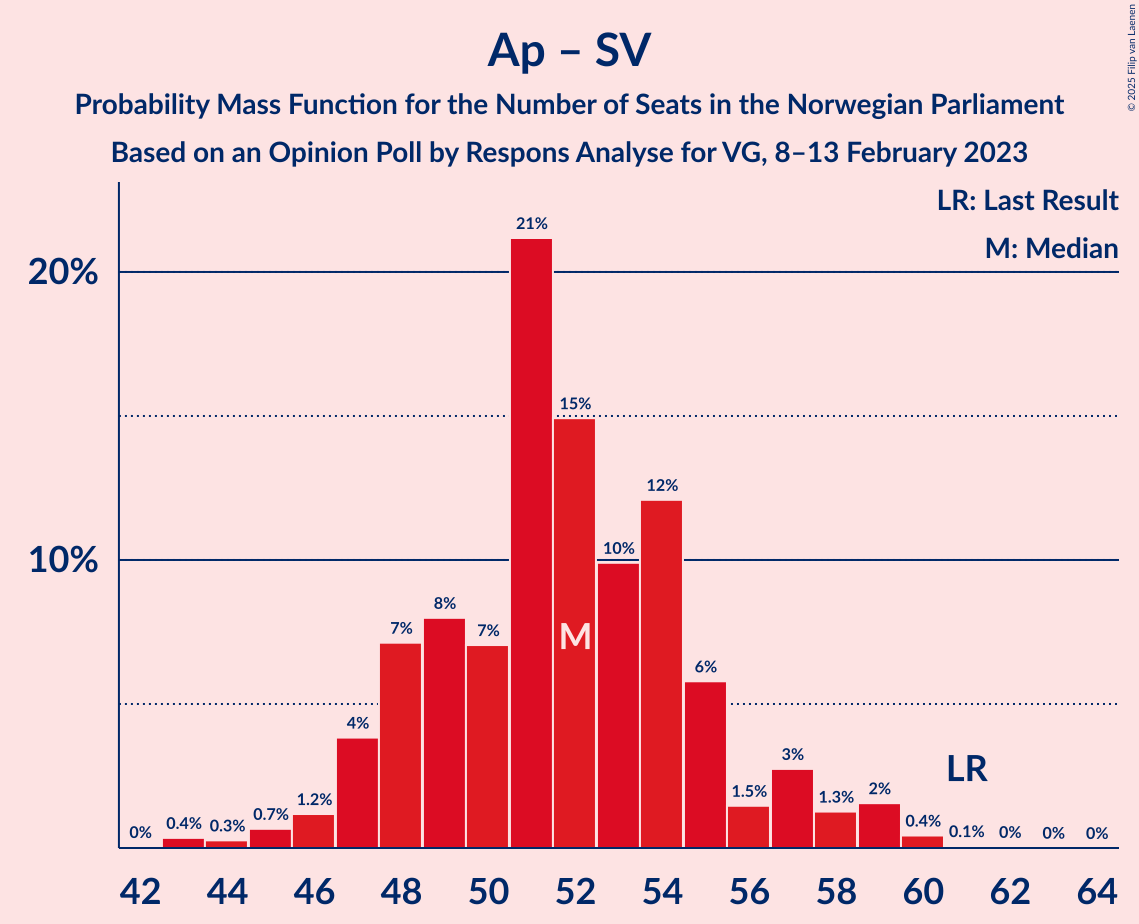 Ap – SV
Probability Mass Function for the Number of Seats in the Norwegian Parliament
Based on an Opinion Poll by Respons Analyse for VG, 8–13 February 2023
© 2025 Filip van Laenen
LR: Last Result
M: Median
20%
10%
0%
0.4%
0.3%
0.7%
1.2%
4%
7%
8%
7%
21%
15%
10%
12%
6%
1.5%
3%
1.3%
2%
0.4%
0.1%
0%
0%
0%
M
LR
42 44 46 48 50 52 54 56 58 60 62 64